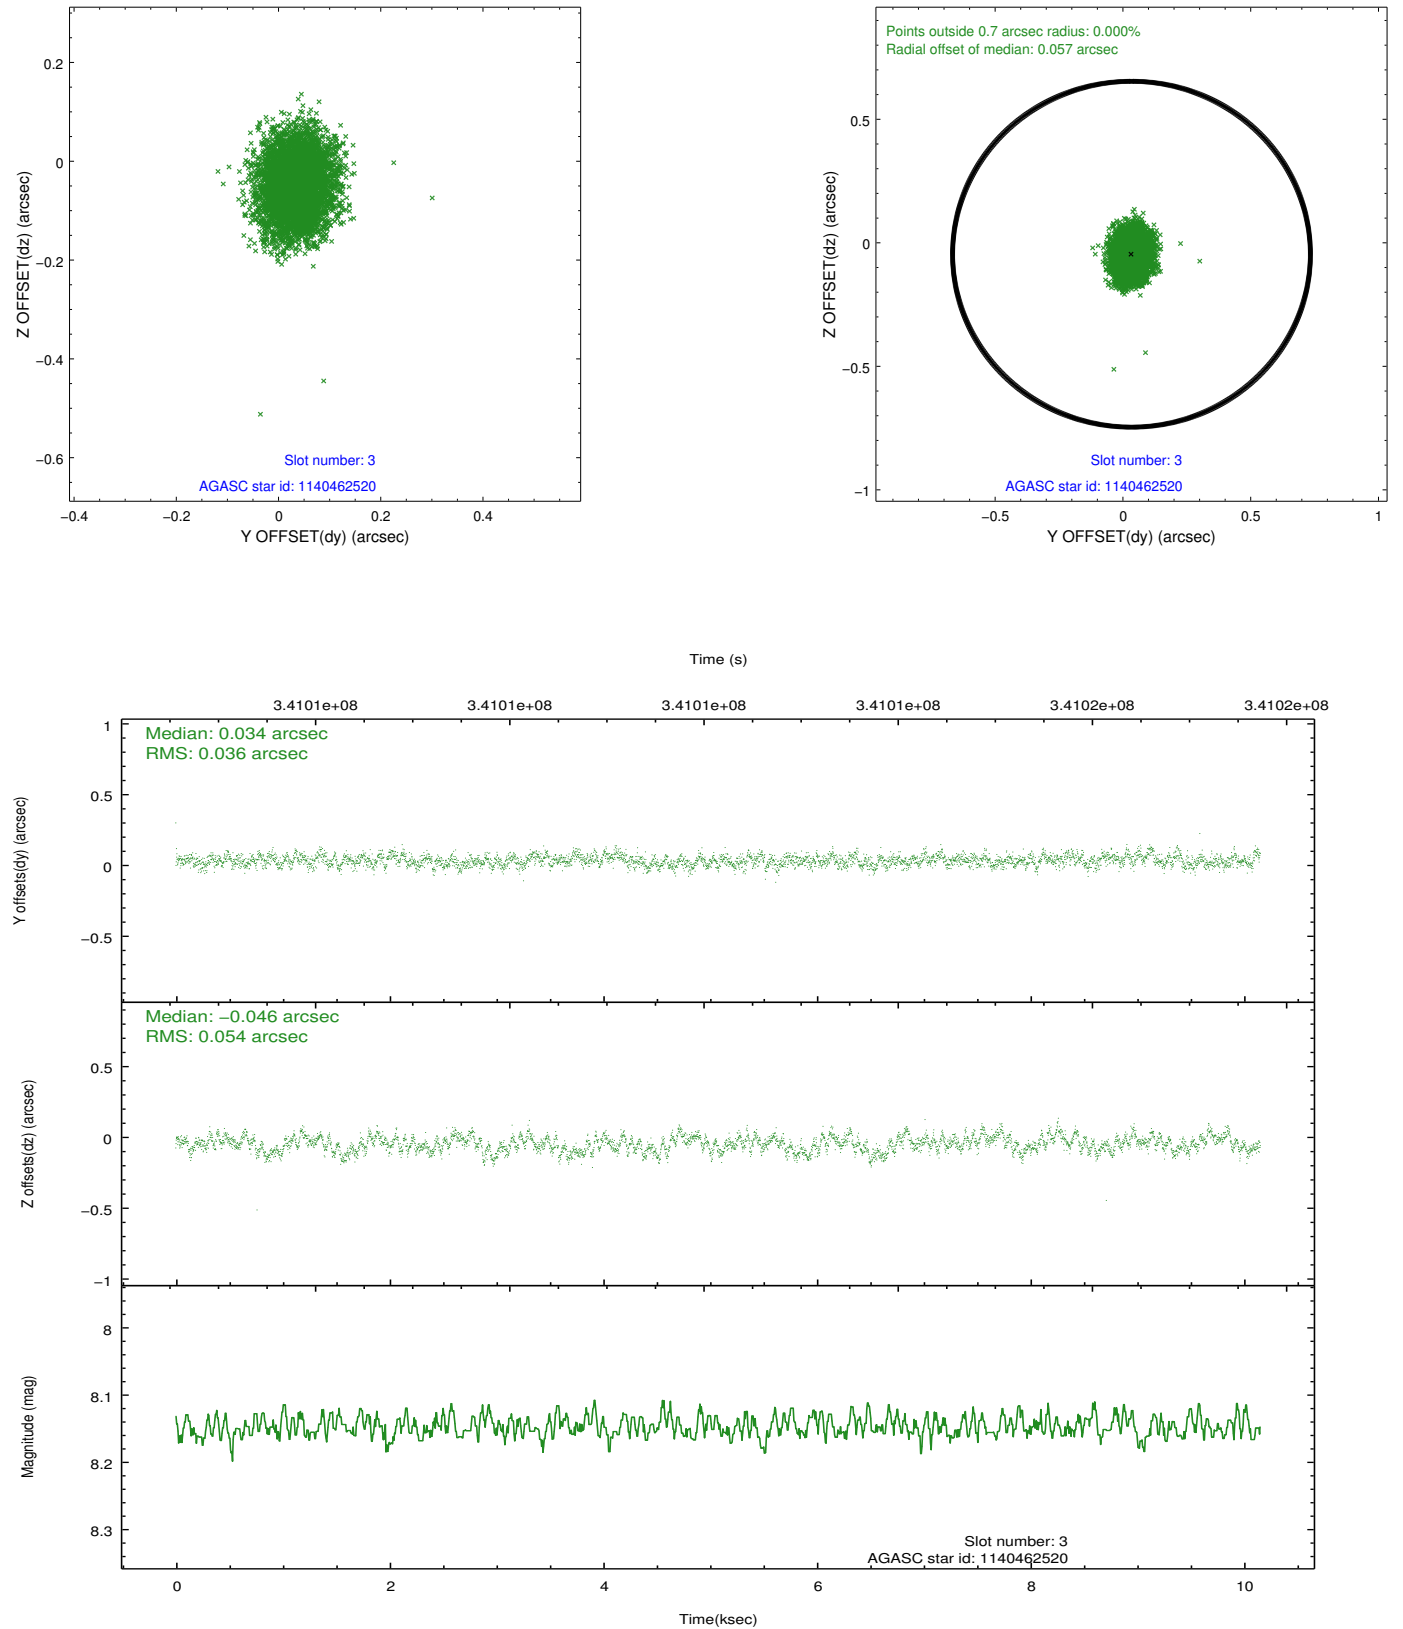 0.2
0
−0.2
−0.4
−0.6
Z OFFSET(dz) (arcsec)
Slot number: 3
AGASC star id: 1140462520
−0.4 −0.2 0 0.2 0.4
Y OFFSET(dy) (arcsec)
Points outside 0.7 arcsec radius: 0.000%
Radial offset of median: 0.057 arcsec
0.5
0
−0.5
−1
Z OFFSET(dz) (arcsec)
Slot number: 3
AGASC star id: 1140462520
−0.5 0 0.5 1
Y OFFSET(dy) (arcsec)
Time (s)
3.4101e+08 3.4101e+08 3.4101e+08 3.4101e+08 3.4102e+08 3.4102e+08
Median: 0.034 arcsec
RMS: 0.036 arcsec
1
0.5
0
−0.5
Y offsets(dy) (arcsec)
Median: −0.046 arcsec
RMS: 0.054 arcsec
0.5
0
−0.5
−1
Z offsets(dz) (arcsec)
8
8.1
8.2
8.3
Magnitude (mag)
Slot number: 3
AGASC star id: 1140462520
0 2 4 6 8 10
Time(ksec)